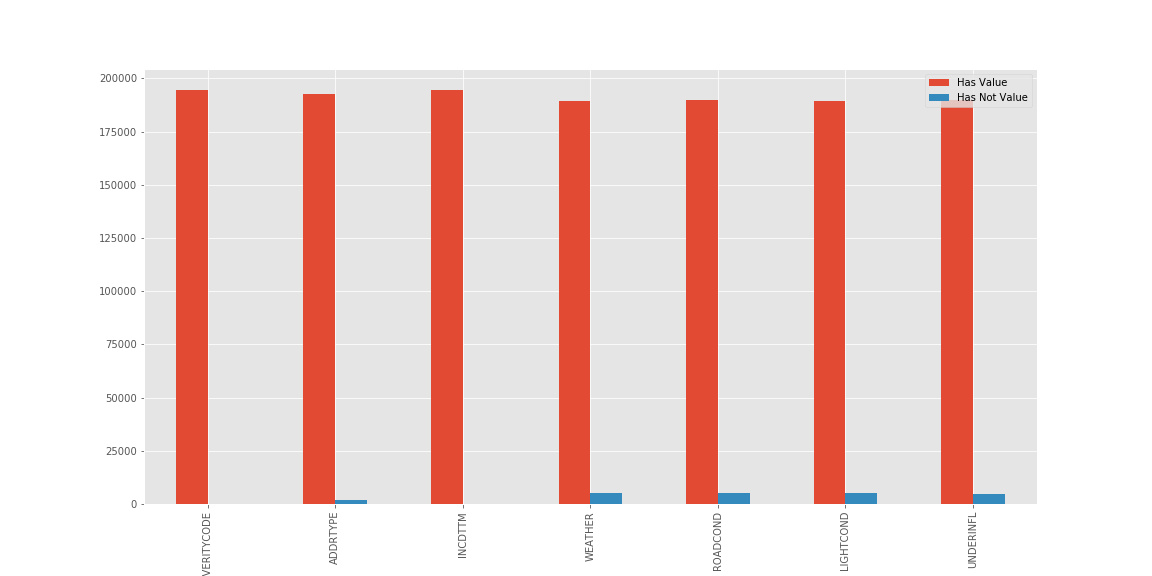 200000
175000
150000
125000
100000
75000
50000
25000
0
Has Value
Has Not Value
VERITYCODE
ADDRTYPE
INCDTTM
WEATHER
ROADCOND
LIGHTCOND
UNDERINFL